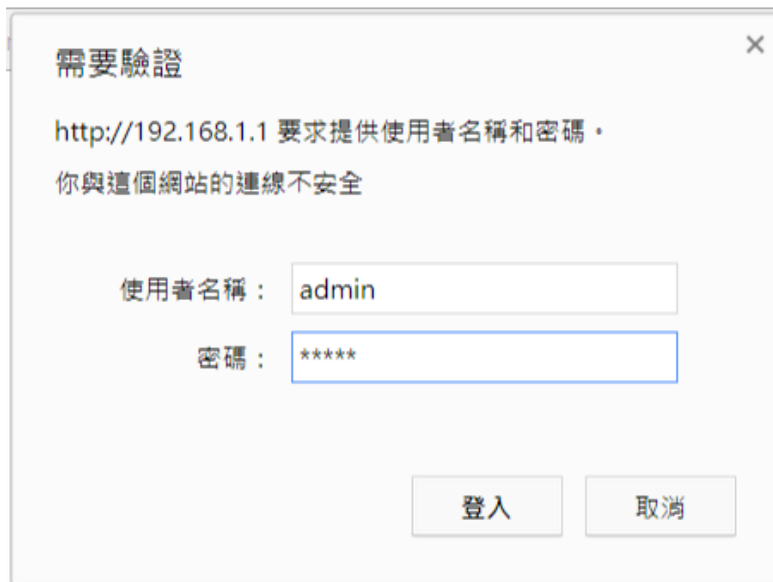 需要驗證
http://192.168.1.1 要求提供使用者名稱和密碼。
你與這個網站的連線不安全
使用者名稱： admin
密碼： *****
登入 取消